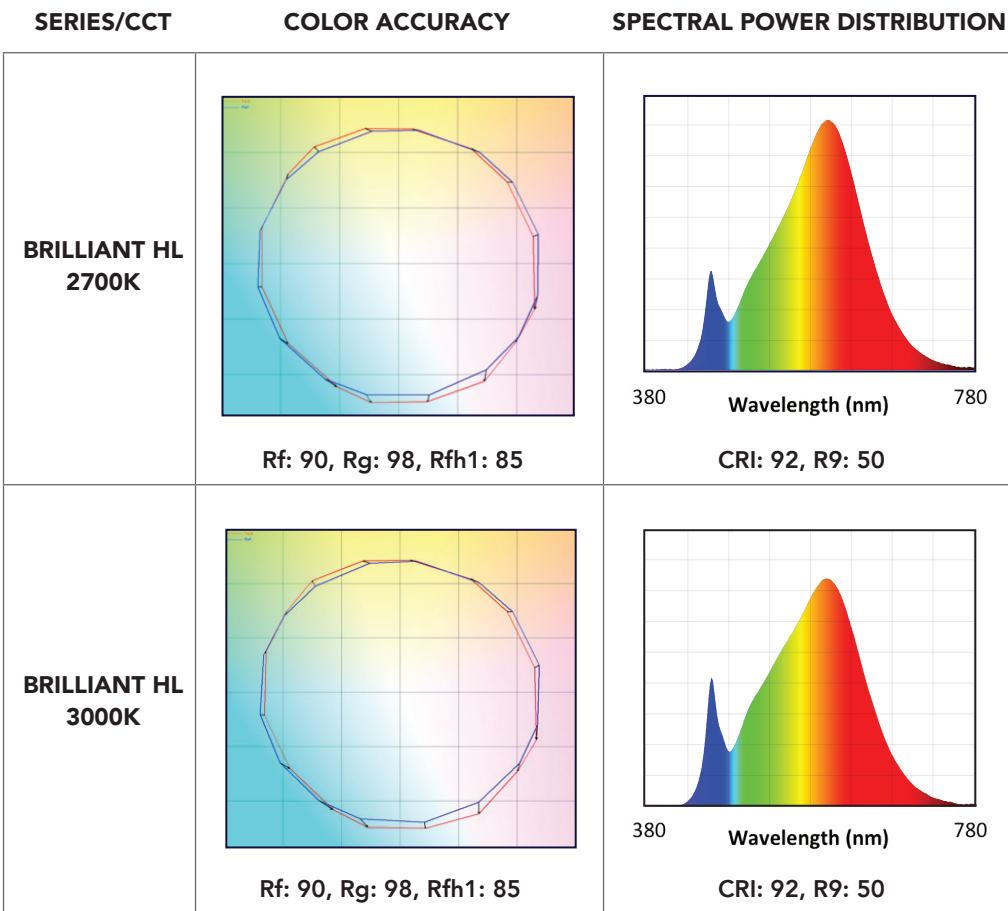 SERIES/CCT
COLOR ACCURACY
SPECTRAL POWER DISTRIBUTION
BRILLIANT HL
2700K
Rf: 90, Rg: 98, Rfh1: 85
380
Wavelength (nm)
780
CRI: 92, R9: 50
BRILLIANT HL
3000K
Rf: 90, Rg: 98, Rfh1: 85
380
Wavelength (nm)
780
CRI: 92, R9: 50